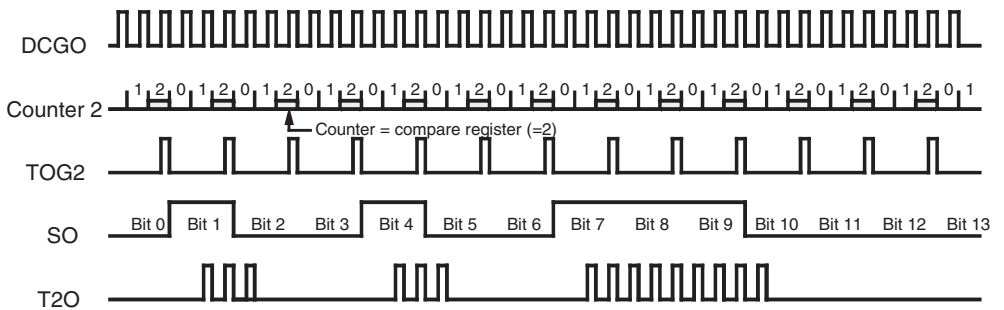 DCGO
Counter 2 1 2 0 1 2 0 1 2 0 1 2 0 1 2 0 1 2 0 1 2 0 1 2 0 1 2 0 1 2 0 1 2 0 1 2 0 1 2 0 1
Counter = compare register (=2)
TOG2
SO Bit 0 Bit 1 Bit 2 Bit 3 Bit 4 Bit 5 Bit 6 Bit 7 Bit 8 Bit 9 Bit 10 Bit 11 Bit 12 Bit 13
T2O